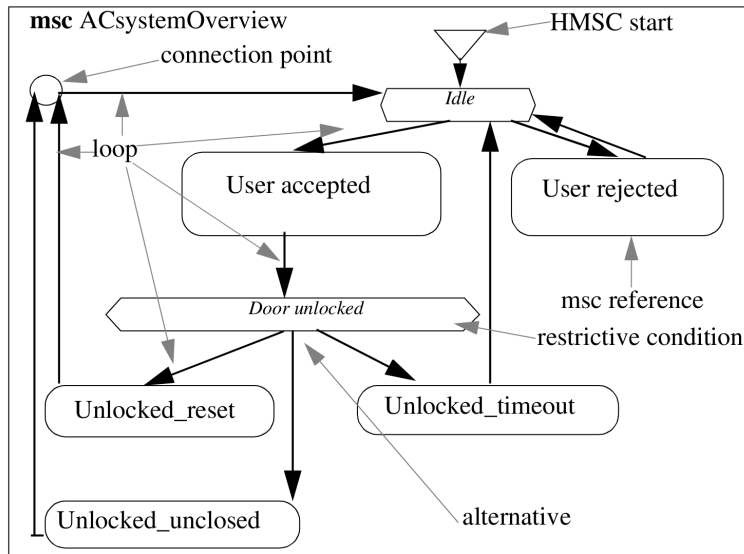 msc ACsystemOverview
HMSC start
connection point
Idle
loop
User accepted
User rejected
msc reference
Door unlocked
restrictive condition
Unlocked_reset
Unlocked_timeout
Unlocked_unclosed
alternative